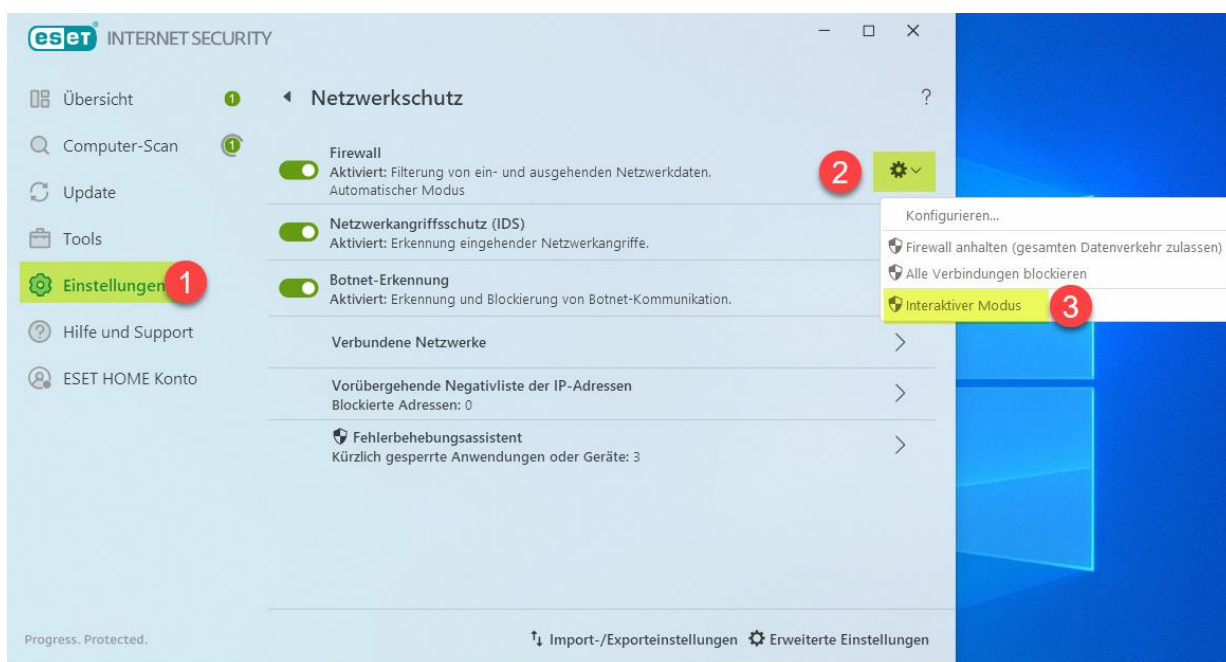 eset INTERNET SECURITY
Übersicht 1
Computer-Scan 1
Update
Tools
Einstellungen 1
Hilfe und Support
ESET HOME Konto
Netzwerkschutz ?
Firewall
Aktiviert: Filterung von ein- und ausgehenden Netzwerkdaten.
Automatischer Modus
2
Netzwerkangriffsschutz (IDS)
Aktiviert: Erkennung eingehender Netzwerkangriffe.
Botnet-Erkennung
Aktiviert: Erkennung und Blockierung von Botnet-Kommunikation.
Verbundene Netzwerke
Vorübergehende Negativliste der IP-Adressen
Blockierte Adressen: 0
Fehlerbehebungsassistent
Kürzlich gesperrte Anwendungen oder Geräte: 3
Konfigurieren...
Firewall anhalten (gesamten Datenverkehr zulassen)
Alle Verbindungen blockieren
Interaktiver Modus 3
Progress. Protected.
Import-/Exporteinstellungen Erweiterte Einstellungen